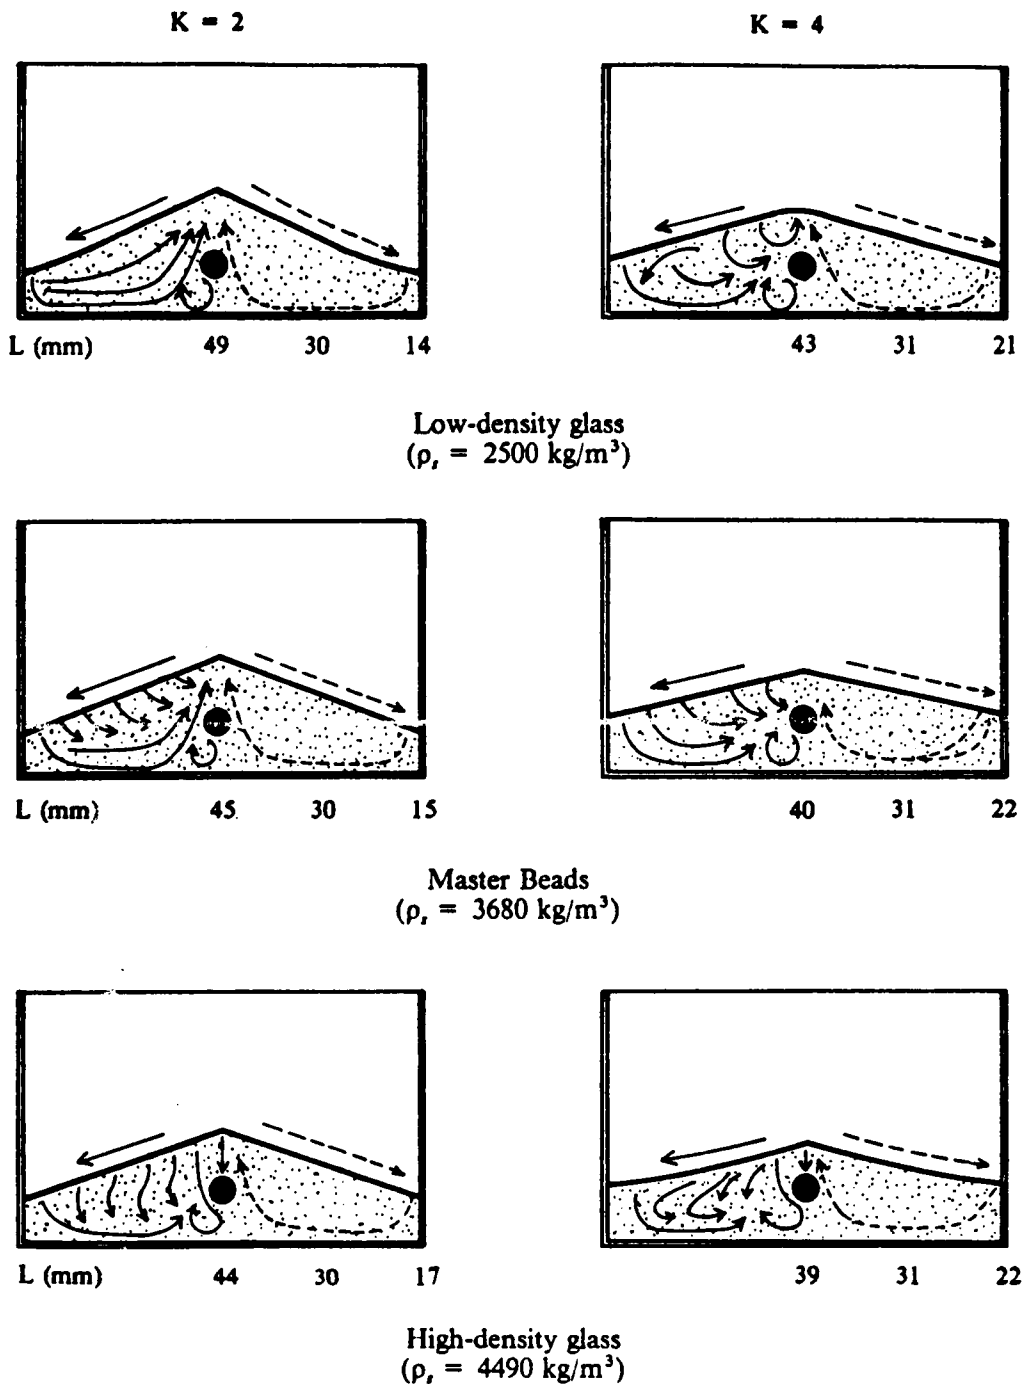 K = 2 K = 4
L (mm) 49 30 14 43 31 21
Low-density glass
(ρs = 2500 kg/m³)
L (mm) 45 30 15 40 31 22
Master Beads
(ρs = 3680 kg/m³)
L (mm) 44 30 17 39 31 22
High-density glass
(ρs = 4490 kg/m³)